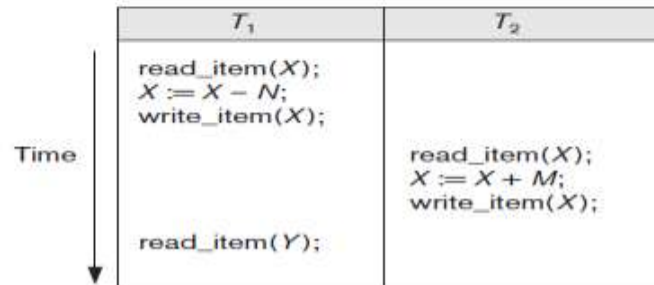 T1 T2
read_item(X);
X := X – N;
write_item(X);
Time
read_item(X);
X := X + M;
write_item(X);
read_item(Y);